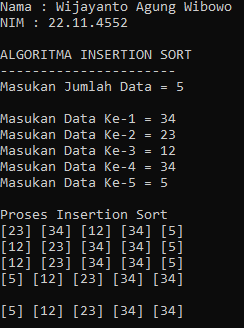 Nama : Wijayanto Agung Wibowo
NIM : 22.11.4552
ALGORITMA INSERTION SORT
----------------------
Masukan Jumlah Data = 5
Masukan Data Ke-1 = 34
Masukan Data Ke-2 = 23
Masukan Data Ke-3 = 12
Masukan Data Ke-4 = 34
Masukan Data Ke-5 = 5
Proses Insertion Sort
[23] [34] [12] [34] [5]
[12] [23] [34] [34] [5]
[12] [23] [34] [34] [5]
[5] [12] [23] [34] [34]
[5] [12] [23] [34] [34]